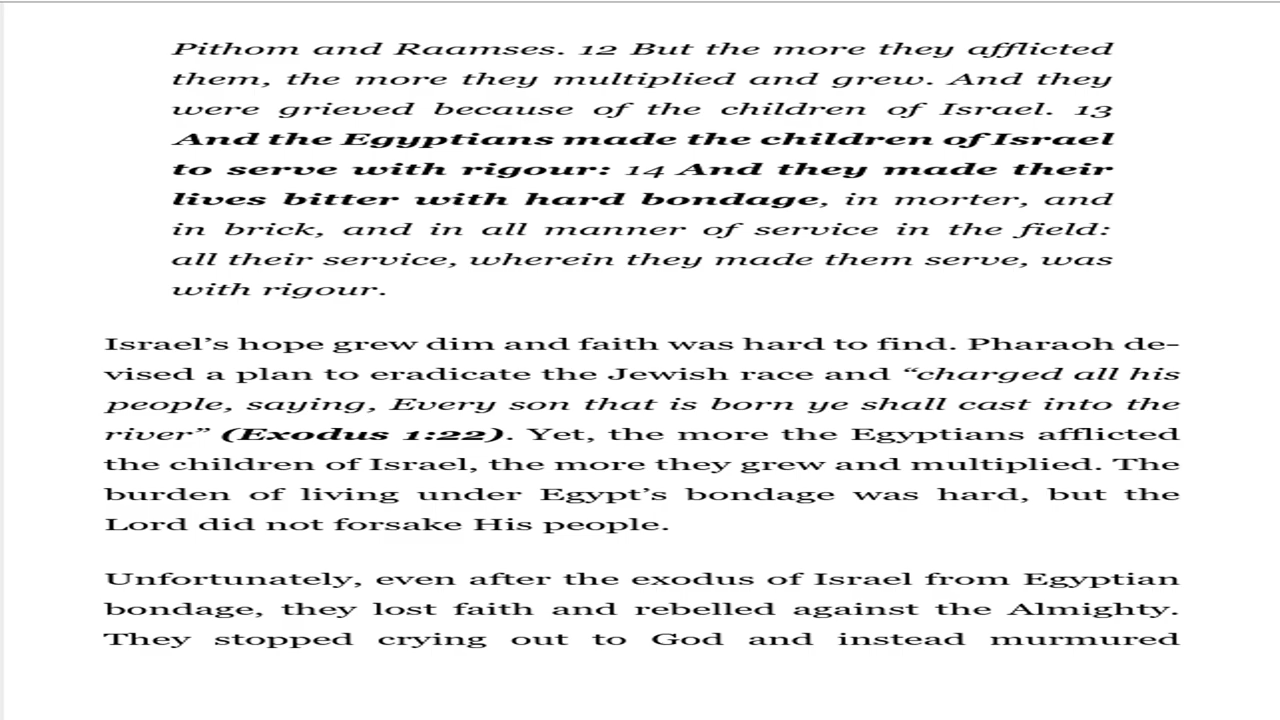 Pithom and Raamses. 12 But the more they afflicted
them, the more they multiplied and grew. And they
were grieved because of the children of Israel. 13
And the Egyptians made the children of Israel
to serve with rigour: 14 And they made their
lives bitter with hard bondage, in morter, and
in brick, and in all manner of service in the field:
all their service, wherein they made them serve, was
with rigour.
Israel’s hope grew dim and faith was hard to find. Pharaoh de-
vised a plan to eradicate the Jewish race and “charged all his
people, saying, Every son that is born ye shall cast into the
river” (Exodus 1:22). Yet, the more the Egyptians afflicted
the children of Israel, the more they grew and multiplied. The
burden of living under Egypt’s bondage was hard, but the
Lord did not forsake His people.
Unfortunately, even after the exodus of Israel from Egyptian
bondage, they lost faith and rebelled against the Almighty.
They stopped crying out to God and instead murmured